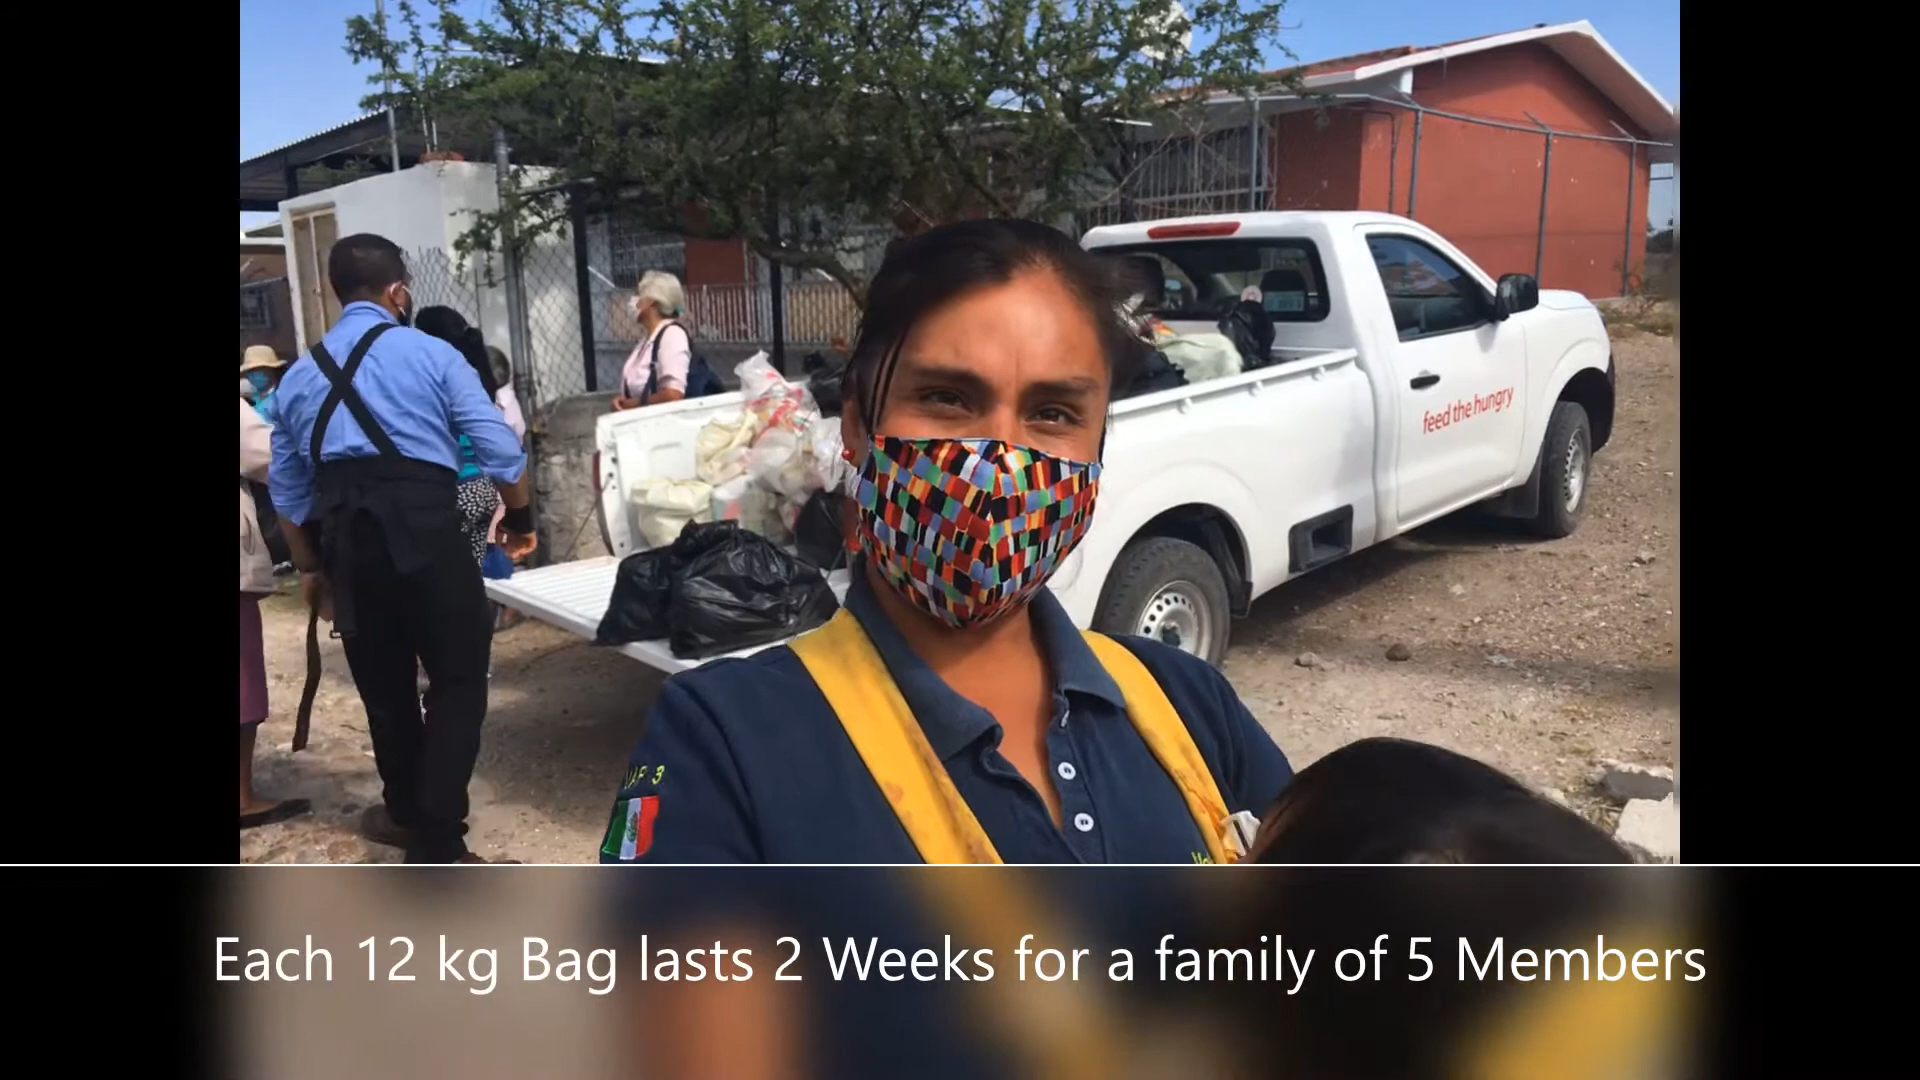 feed the hungry
Each 12 kg Bag lasts 2 Weeks for a family of 5 Members